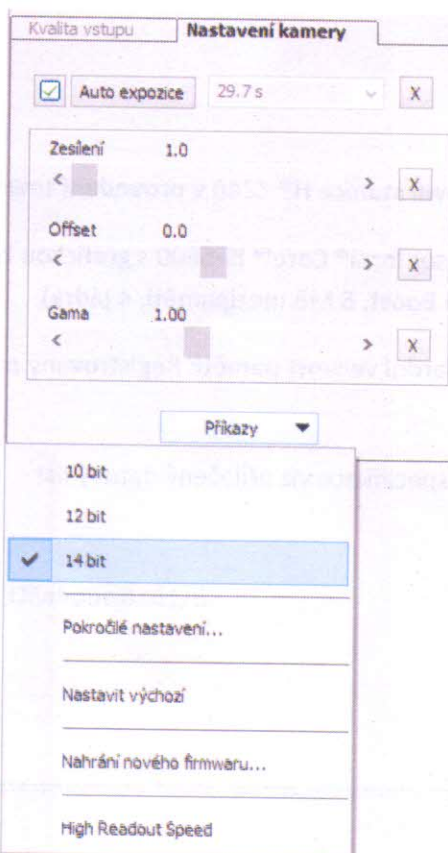 Kvalita vstupu Nastavení kamery
Auto expozice 29.7 s X
Zesílení 1.0
< > X
Offset 0.0
< > X
Gama 1.00
< > X
Příkazy
10 bit
12 bit
14 bit
Pokročilé nastavení...
Nastavit výchozí
Nahrání nového firmwaru...
High Readout Speed